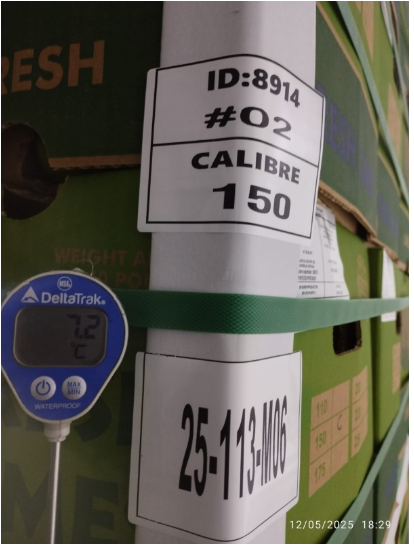 RESH
ID:8914
#02
CALIBRE
150
WEIGHT
NSF
DeltaTrak®
7.2
°C
MAX
MIN
WATERPROOF
25-113-M06
110
150 C
175
12/05/2025 18:29